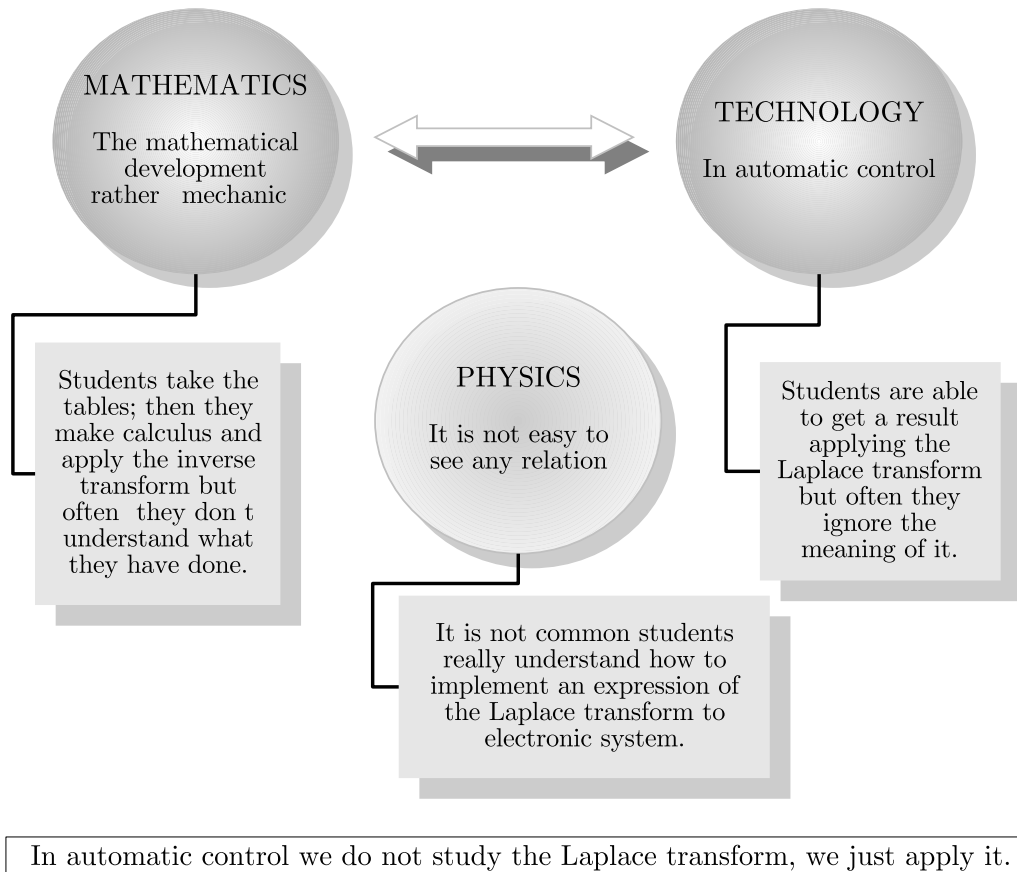 MATHEMATICS
The mathematical
development
rather mechanic
TECHNOLOGY
In automatic control
PHYSICS
It is not easy to
see any relation
Students take the
tables; then they
make calculus and
apply the inverse
transform but
often they don t
understand what
they have done.
Students are able
to get a result
applying the
Laplace transform
but often they
ignore the
meaning of it.
It is not common students
really understand how to
implement an expression of
the Laplace transform to
electronic system.
In automatic control we do not study the Laplace transform, we just apply it.